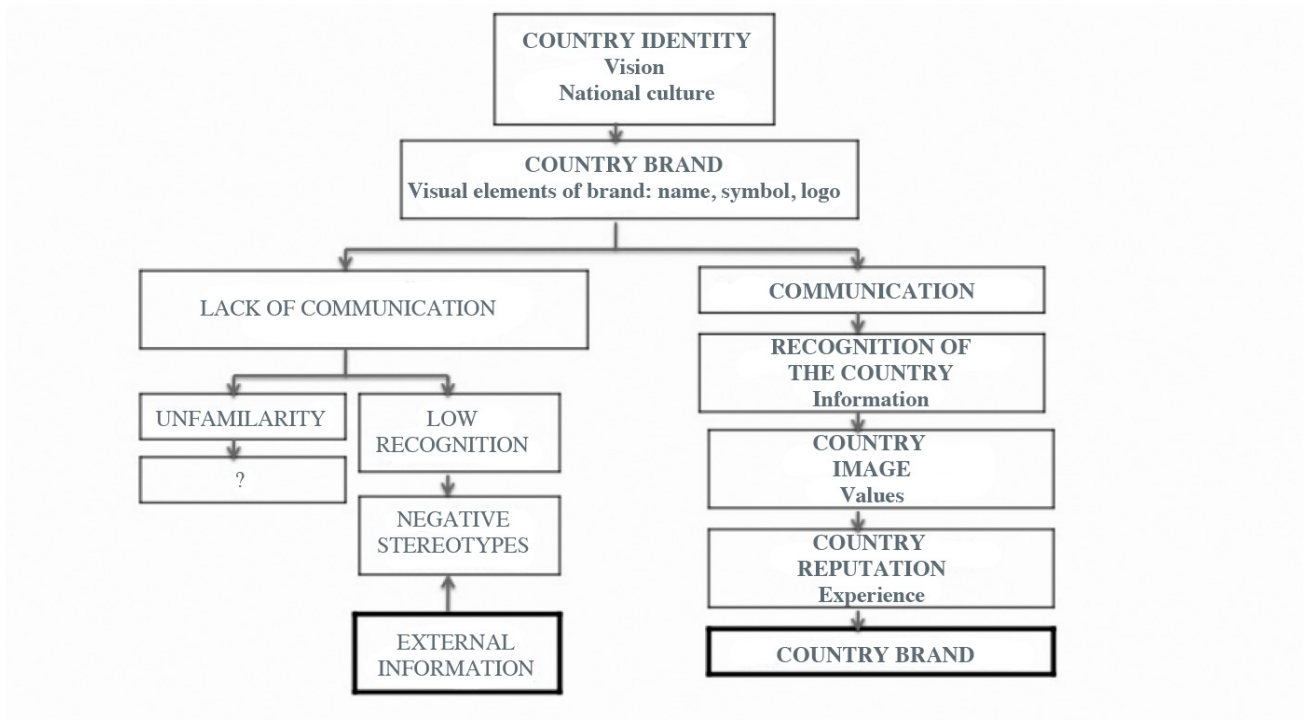 COUNTRY IDENTITY
Vision
National culture
COUNTRY BRAND
Visual elements of brand: name, symbol, logo
LACK OF COMMUNICATION
UNFAMILARITY
?
LOW
RECOGNITION
NEGATIVE
STEREOTYPES
EXTERNAL
INFORMATION
COMMUNICATION
RECOGNITION OF
THE COUNTRY
Information
COUNTRY
IMAGE
Values
COUNTRY
REPUTATION
Experience
COUNTRY BRAND